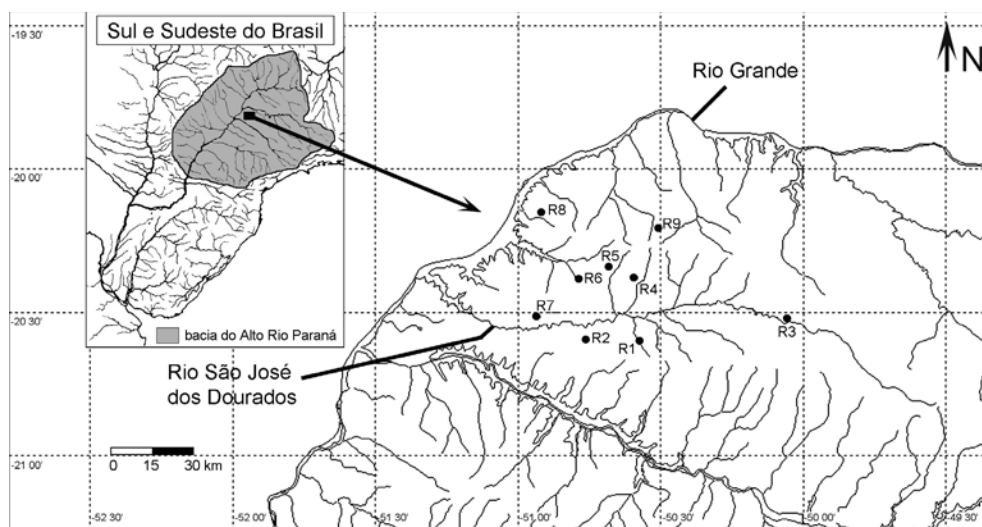 Sul e Sudeste do Brasil
bacia do Alto Rio Paraná
Rio Grande
N
R8
R9
R5
R6
R4
R7
R3
R2
R1
Rio São José
dos Dourados
0 15 30 km
-19 30'
-20 00'
-20 30'
-21 00'
-52 30'
-52 00'
-51 30'
-51 00'
-50 30'
-50 00'
-49 30'